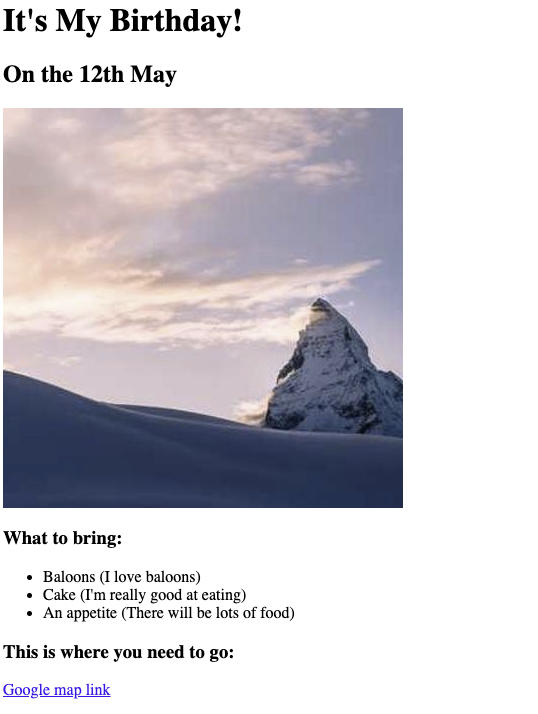 It's My Birthday!
On the 12th May
What to bring:
Baloons (I love baloons)
Cake (I'm really good at eating)
An appetite (There will be lots of food)
This is where you need to go:
Google map link